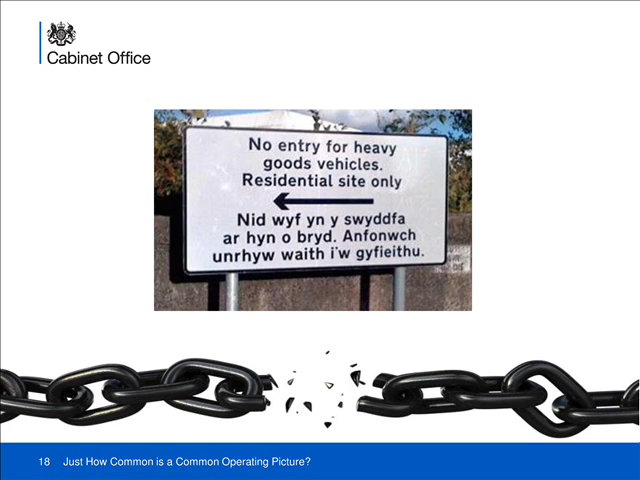 Cabinet Office
No entry for heavy
goods vehicles.
Residential site only
Nid wyf yn y swyddfa
ar hyn o bryd. Anfonwch
unrhyw waith i'w gyfieithu.
18 Just How Common is a Common Operating Picture?